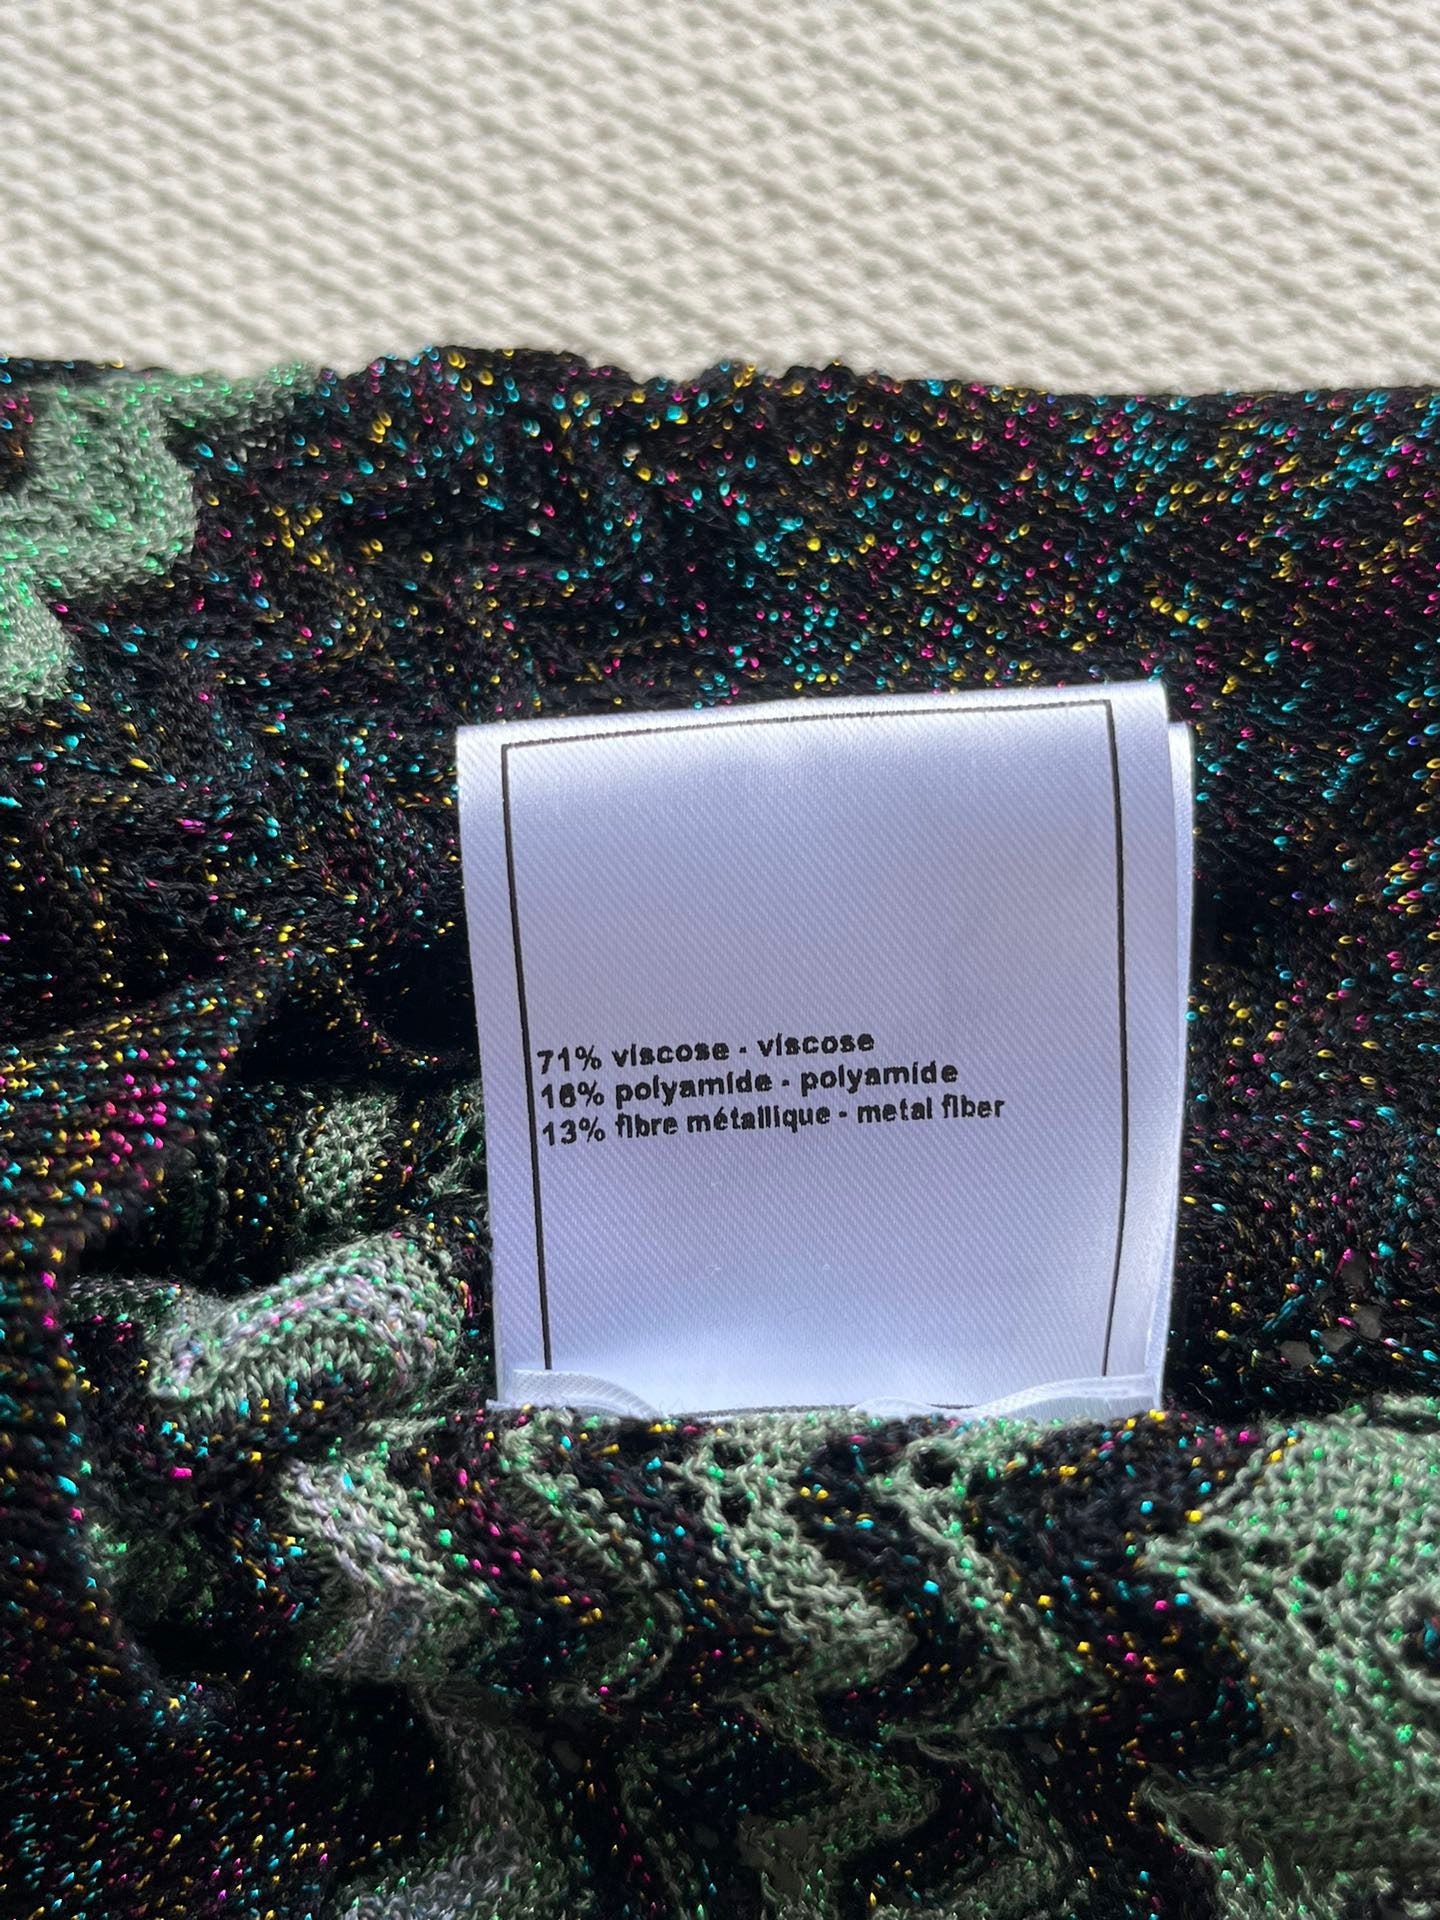 71% viscose - viscose
16% polyamide - polyamide
13% fibre métallique - metal fiber